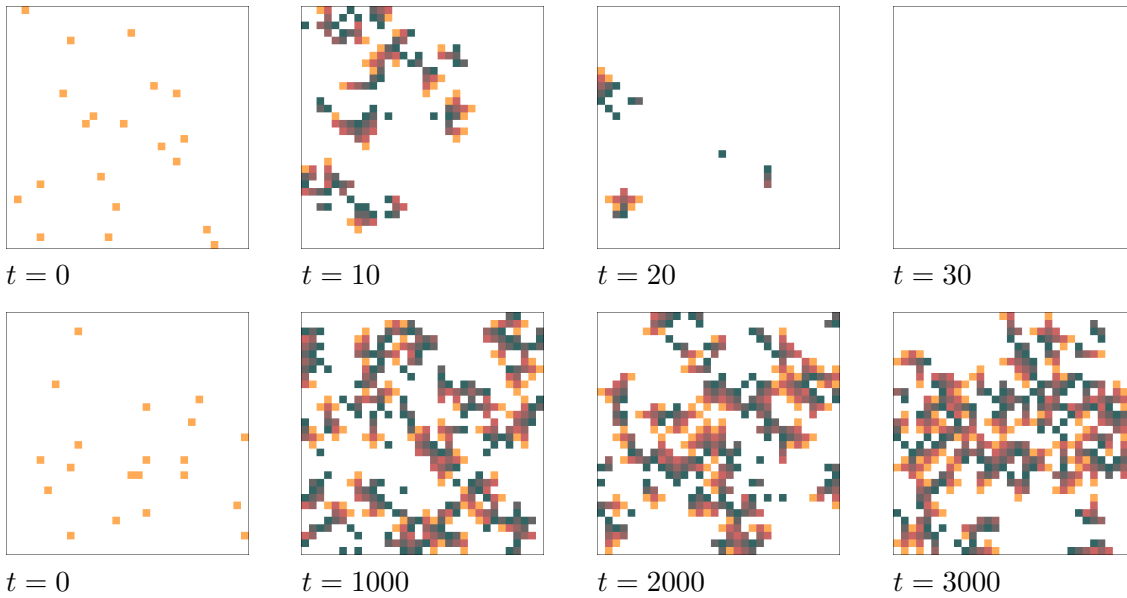 t = 0
t = 10
t = 20
t = 30
t = 0
t = 1000
t = 2000
t = 3000